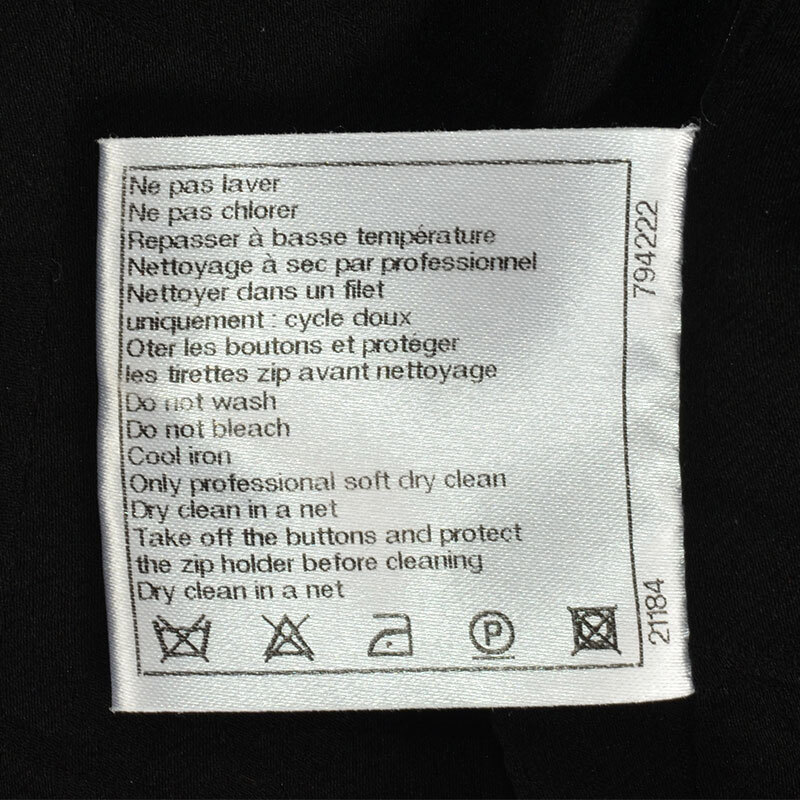 Ne pas laver
Ne pas chlorer
Repasser à basse température
Nettoyage à sec par professionnel
Nettoyer dans un filet
uniquement : cycle doux
Oter les boutons et protéger
les tirettes zip avant nettoyage
Do not wash
Do not bleach
Cool iron
Only professional soft dry clean
Dry clean in a net
Take off the buttons and protect
the zip holder before cleaning
Dry clean in a net
P
794222
21184